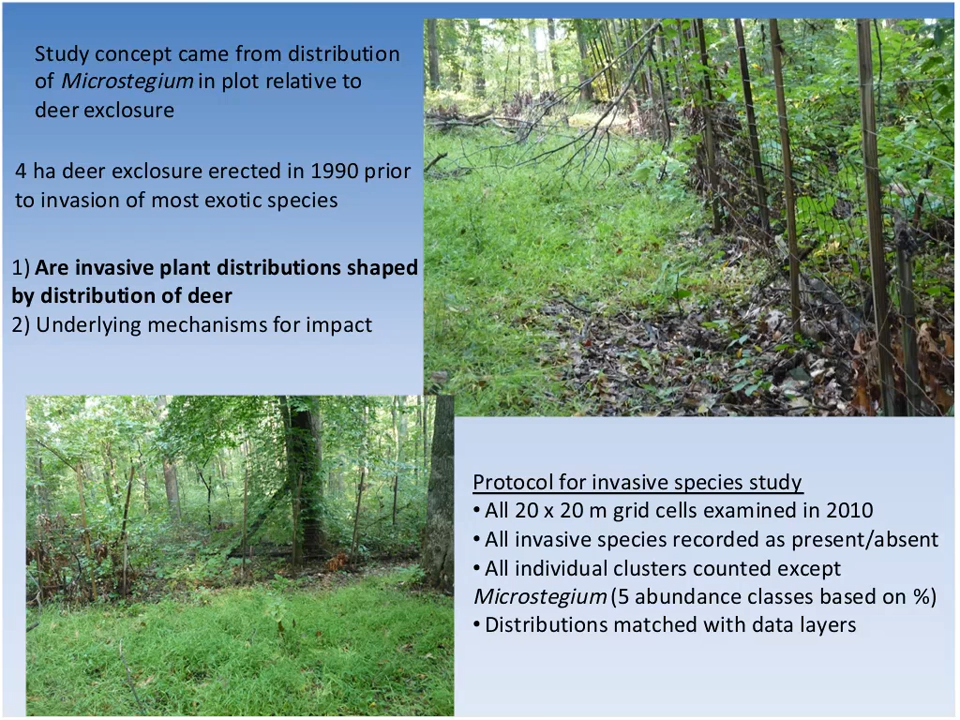 Study concept came from distribution
of Microstegium in plot relative to
deer exclosure
4 ha deer exclosure erected in 1990 prior
to invasion of most exotic species
1) Are invasive plant distributions shaped
by distribution of deer
2) Underlying mechanisms for impact
Protocol for invasive species study
• All 20 x 20 m grid cells examined in 2010
• All invasive species recorded as present/absent
• All individual clusters counted except
Microstegium (5 abundance classes based on %)
• Distributions matched with data layers